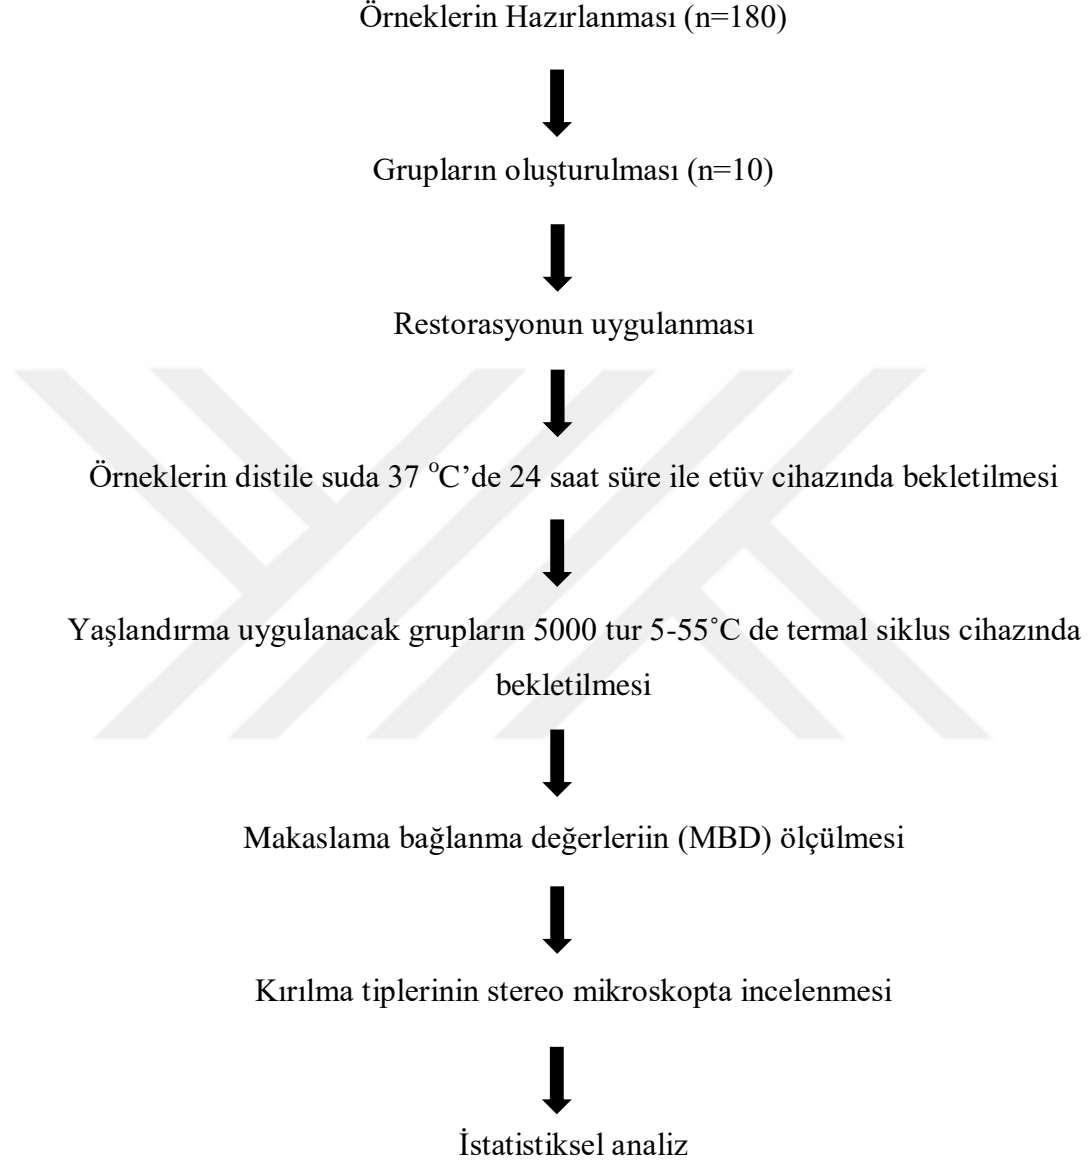 Örneklerin Hazırlanması (n=180)
Grupların oluşturulması (n=10)
Restorasyonun uygulanması
Örneklerin distile suda 37 °C’de 24 saat süre ile etüv cihazında bekletilmesi
Yaşlandırma uygulanacak grupların 5000 tur 5-55˚C de termal siklus cihazında
bekletilmesi
Makaslama bağlanma değerleriin (MBD) ölçülmesi
Kırılma tiplerinin stereo mikroskopta incelenmesi
İstatistiksel analiz